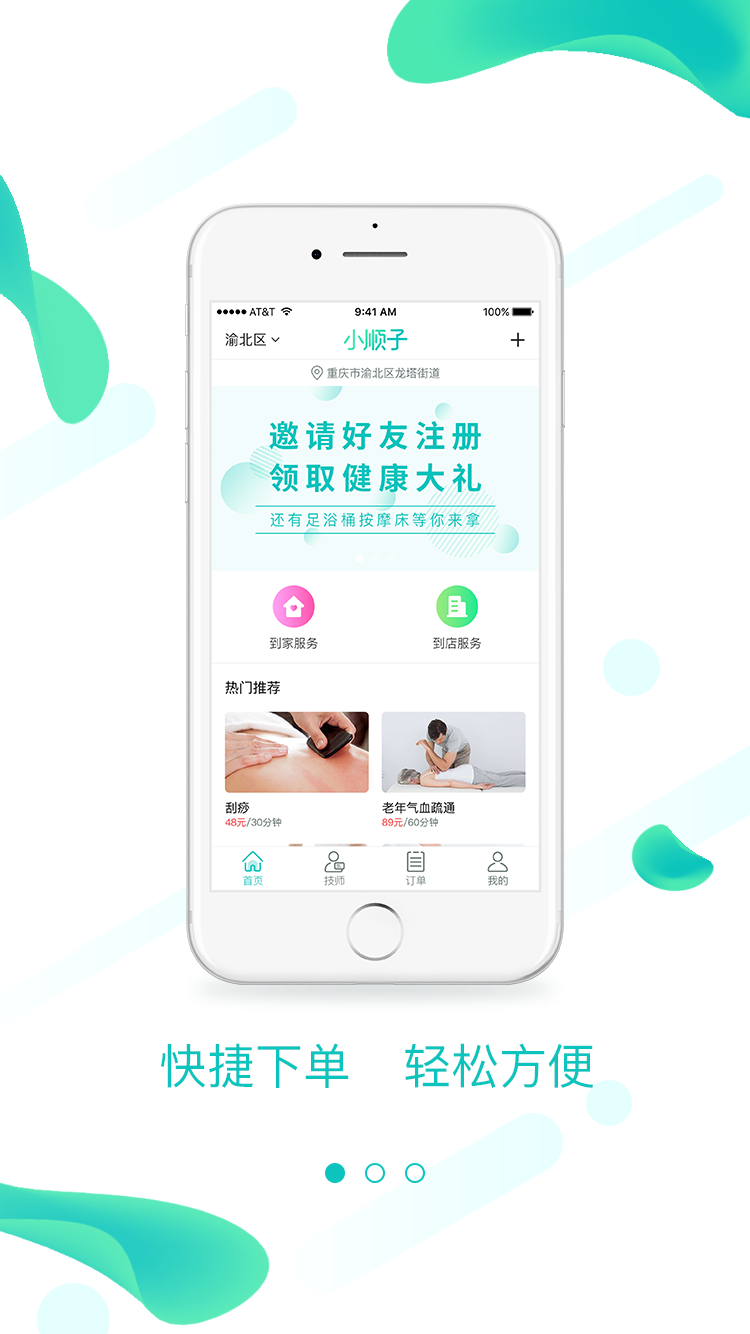 AT&T 9:41 AM 100%
渝北区 小顺子
重庆市渝北区龙塔街道
邀请好友注册
领取健康大礼
还有足浴桶按摩床等你来拿
到家服务 到店服务
热门推荐
刮痧 老年气血疏通
48元/30分钟 89元/60分钟
首页 技师 订单 我的
快捷下单 轻松方便